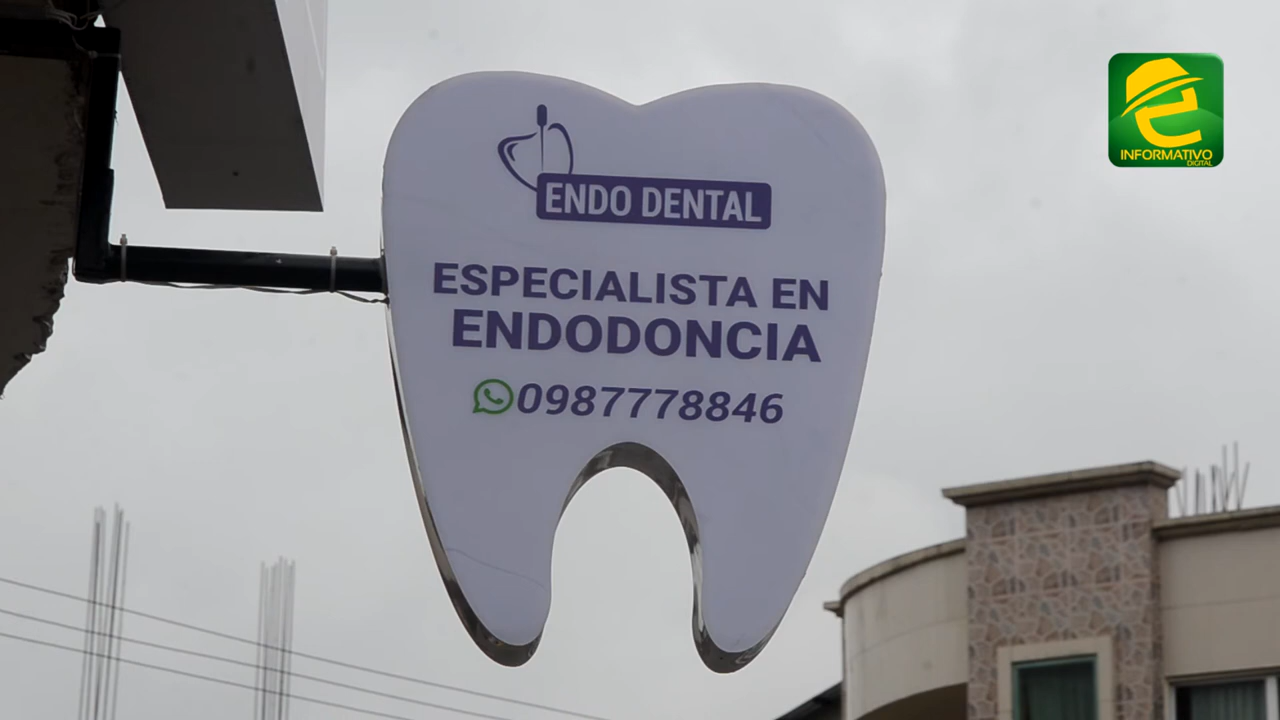 ENDO DENTAL
ESPECIALISTA EN
ENDODONCIA
0987778846
INFORMATIVO
DIGITAL